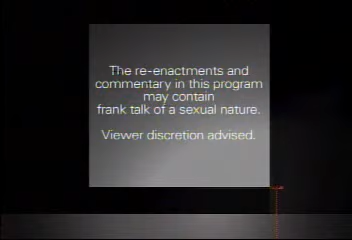 The re-enactments and
commentary in this program
may contain
frank talk of a sexual nature.
Viewer discretion advised.